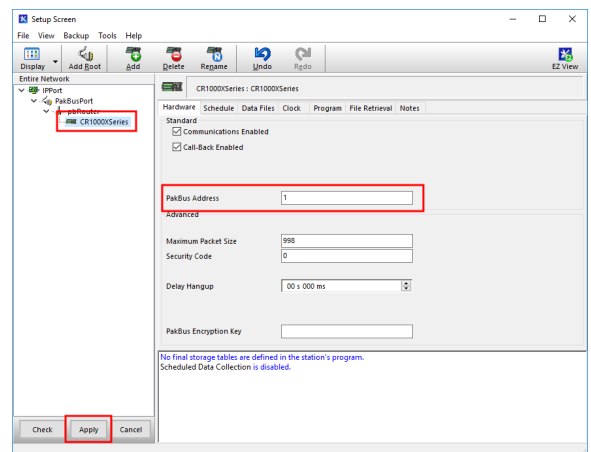 Setup Screen
File View Backup Tools Help
Display Add Root Add Delete Rename Undo Redo EZ View
Entire Network
IPPort
PakBusPort
pbRouter
CR1000XSeries
CR1000XSeries : CR1000XSeries
Hardware Schedule Data Files Clock Program File Retrieval Notes
Standard
Communications Enabled
Call-Back Enabled
PakBus Address 1
Advanced
Maximum Packet Size 998
Security Code 0
Delay Hangup 00 s 000 ms
PakBus Encryption Key
No final storage tables are defined in the station's program.
Scheduled Data Collection is disabled.
Check Apply Cancel